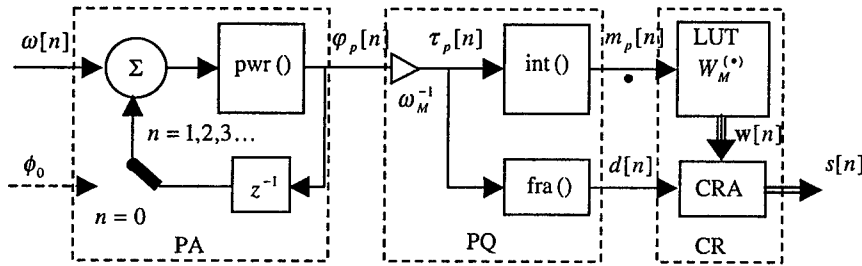 ω[n]
Σ
pwr()
φ_p[n]
τ_p[n]
ω_M^{-1}
int()
m_p[n]
LUT
W_M^{(•)}
n = 1,2,3…
w[n]
ϕ_0
z^{-1}
fra()
d[n]
CRA
s[n]
n = 0
PA
PQ
CR